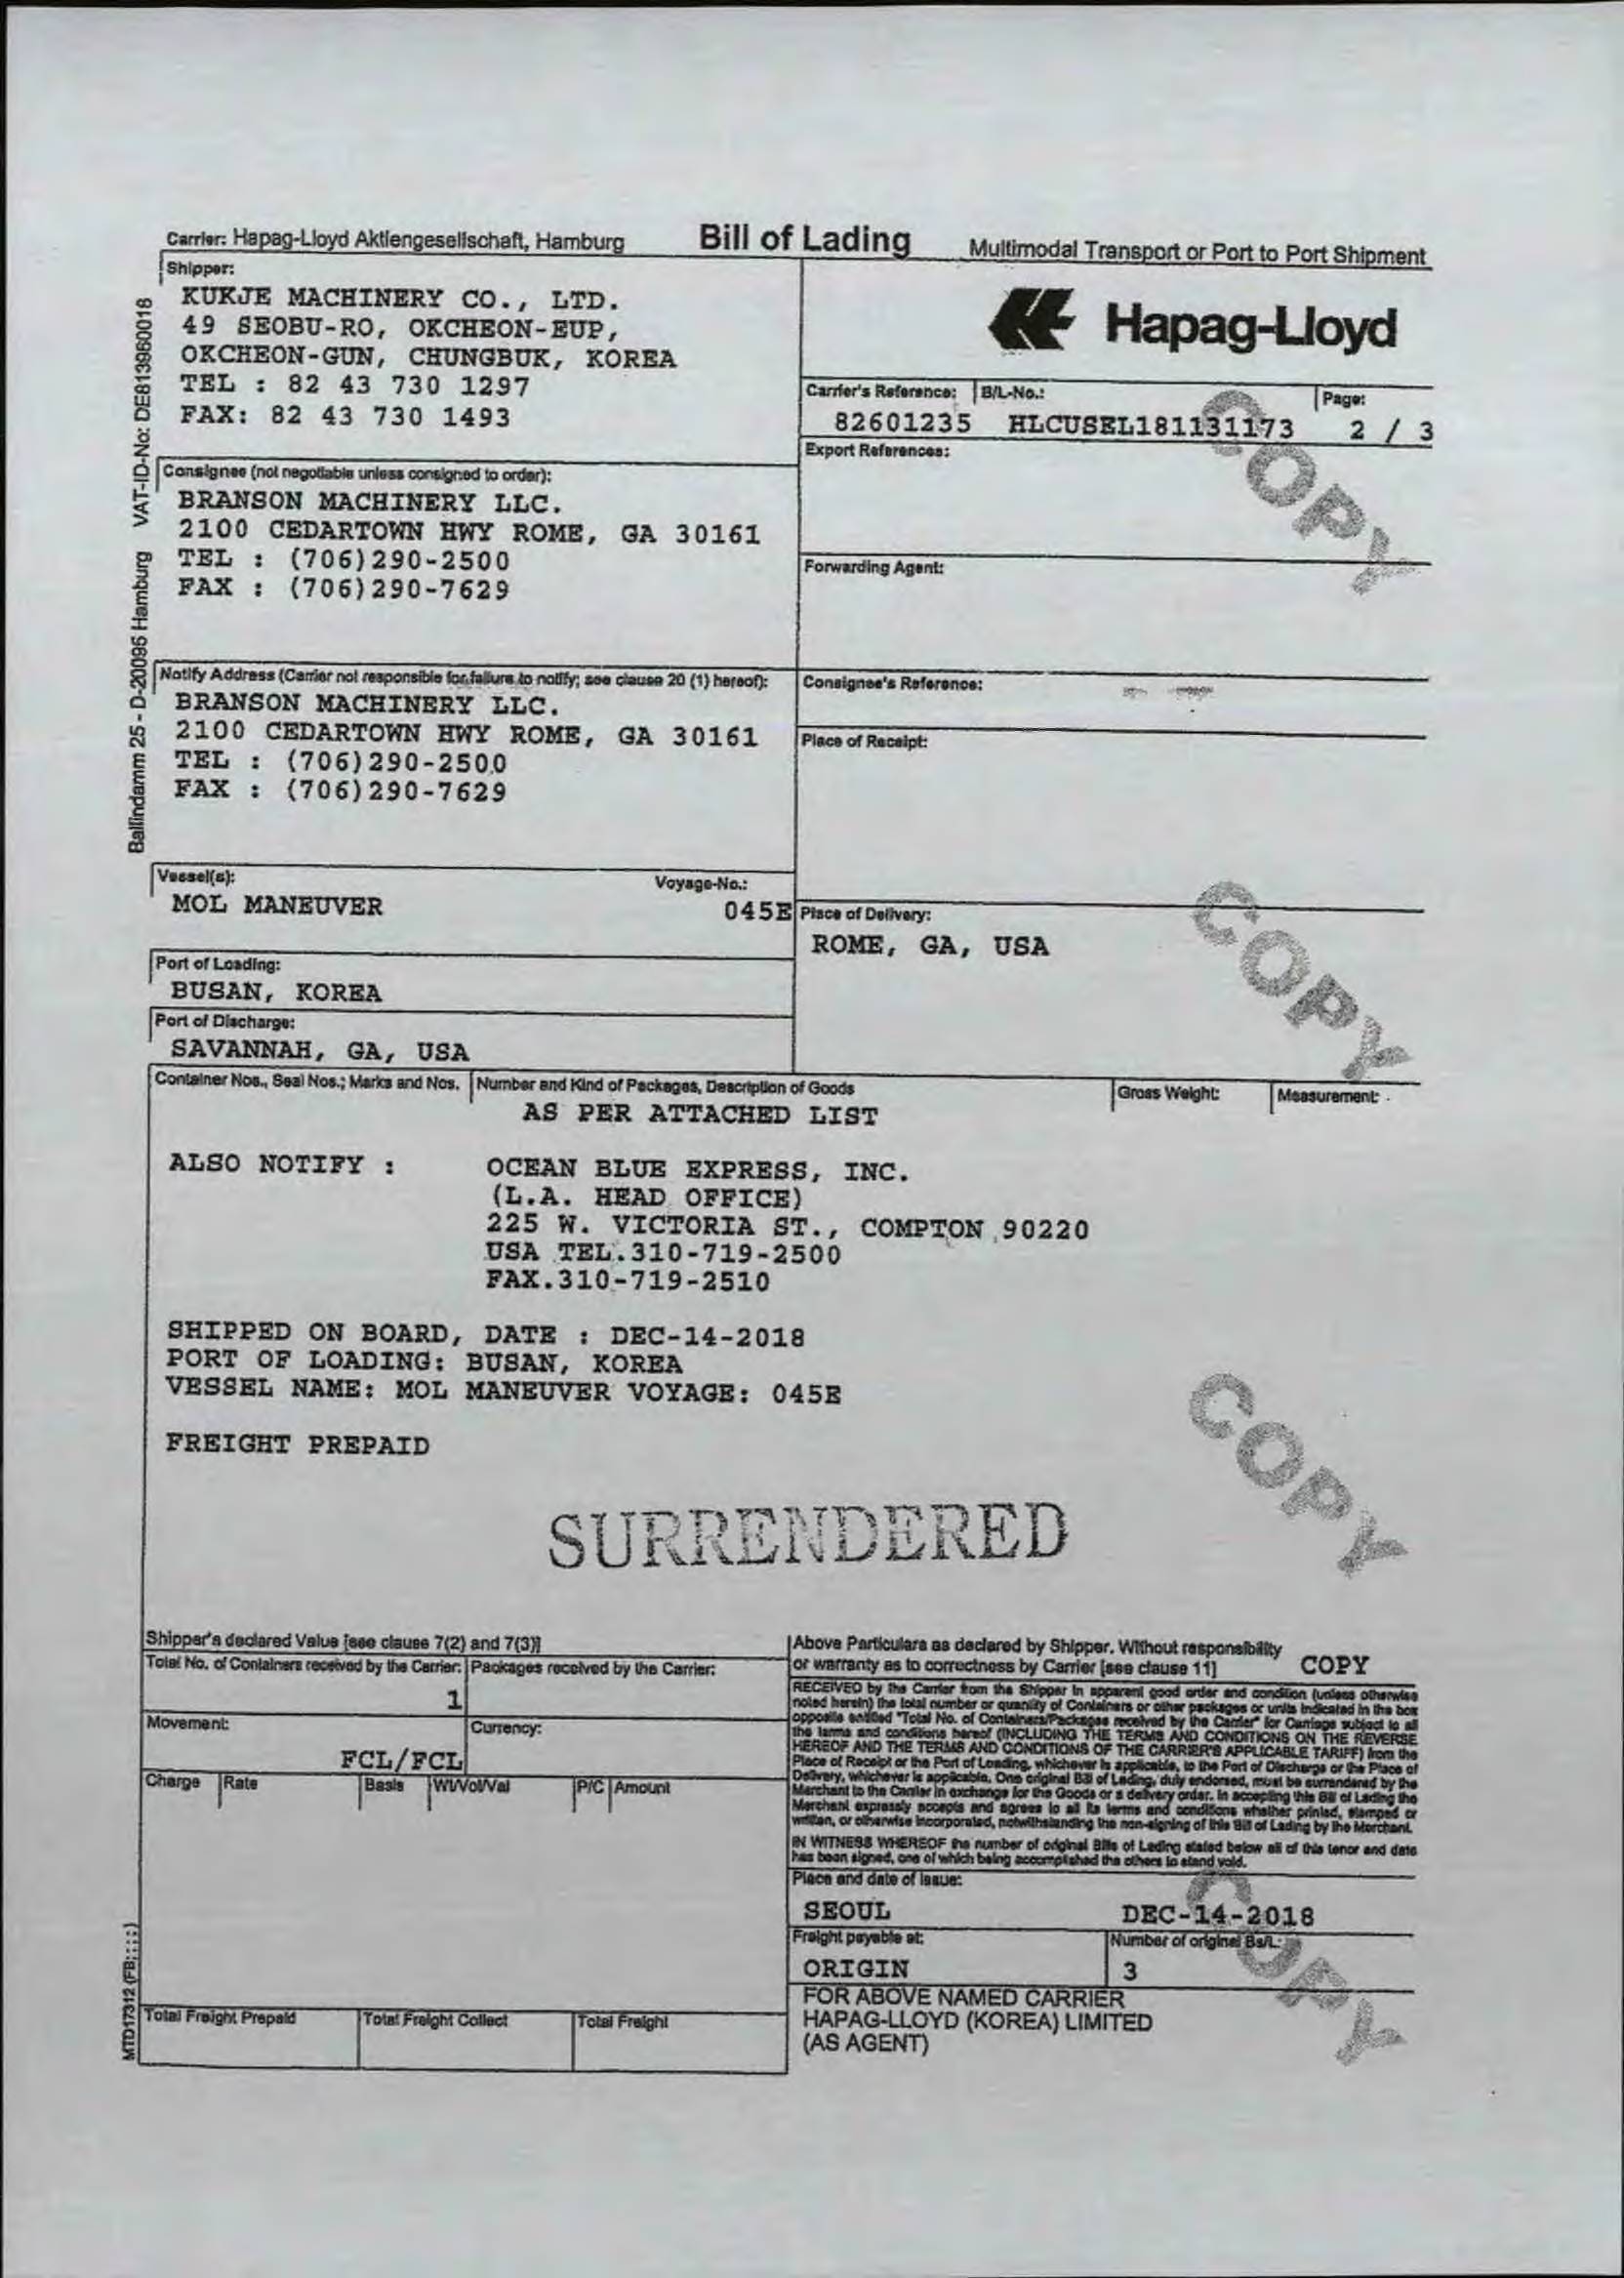 Carrier: Hapag-Lloyd Aktiengesellschaft, Hamburg
Bill of Lading
Multimodal Transport or Port to Port Shipment
Shipper:
KUKJE MACHINERY CO., LTD.
49 SEOBU-RO, OKCHEON-EUP,
OKCHEON-GUN, CHUNGBUK, KOREA
TEL : 82 43 730 1297
FAX: 82 43 730 1493
Hapag-Lloyd
Carrier's Reference:
B/L-No.:
Page:
82601235
HLCUSEL181131173
2 / 3
Export References:
COPY
Consignee (not negotiable unless consigned to order):
BRANSON MACHINERY LLC.
2100 CEDARTOWN HWY ROME, GA 30161
TEL : (706)290-2500
FAX : (706)290-7629
Forwarding Agent:
Notify Address (Carrier not responsible for failure to notify; see clause 20 (1) hereof):
BRANSON MACHINERY LLC.
2100 CEDARTOWN HWY ROME, GA 30161
TEL : (706)290-2500
FAX : (706)290-7629
Consignee's Reference:
Place of Receipt:
Ballindamm 25 - D-20095 Hamburg VAT-ID-No: DE813960018
Vessel(s):
Voyage-No.:
MOL MANEUVER
045E
Place of Delivery:
ROME, GA, USA
COPY
Port of Loading:
BUSAN, KOREA
Port of Discharge:
SAVANNAH, GA, USA
Container Nos., Seal Nos.; Marks and Nos.
Number and Kind of Packages, Description of Goods
Gross Weight:
Measurement:
AS PER ATTACHED LIST
ALSO NOTIFY :
OCEAN BLUE EXPRESS, INC.
(L.A. HEAD OFFICE)
225 W. VICTORIA ST., COMPTON 90220
USA TEL.310-719-2500
FAX.310-719-2510
SHIPPED ON BOARD, DATE : DEC-14-2018
PORT OF LOADING: BUSAN, KOREA
VESSEL NAME: MOL MANEUVER VOYAGE: 045E
FREIGHT PREPAID
COPY
SURRENDERED
Shipper's declared Value [see clause 7(2) and 7(3)]
Total No. of Containers received by the Carrier:
Packages received by the Carrier:
1
Movement:
Currency:
FCL/FCL
Charge
Rate
Basis
Wt/Vol/Val
P/C
Amount
Above Particulars as declared by Shipper. Without responsibility
or warranty as to correctness by Carrier [see clause 11]
COPY
RECEIVED by the Carrier from the Shipper in apparent good order and condition (unless otherwise
noted herein) the total number or quantity of Containers or other packages or units indicated in the box
opposite entitled "Total No. of Containers/Packages received by the Carrier" for Carriage subject to all
the terms and conditions hereof (INCLUDING THE TERMS AND CONDITIONS ON THE REVERSE
HEREOF AND THE TERMS AND CONDITIONS OF THE CARRIER'S APPLICABLE TARIFF) from the
Place of Receipt or the Port of Loading, whichever is applicable, to the Port of Discharge or the Place of
Delivery, whichever is applicable. One original Bill of Lading, duly endorsed, must be surrendered by the
Merchant to the Carrier in exchange for the Goods or a delivery order. In accepting this Bill of Lading the
Merchant expressly accepts and agrees to all its terms and conditions whether printed, stamped or
written, or otherwise incorporated, notwithstanding the non-signing of this Bill of Lading by the Merchant.
IN WITNESS WHEREOF the number of original Bills of Lading stated below all of this tenor and date
has been signed, one of which being accomplished the others to stand void.
Place and date of issue:
SEOUL
DEC-14-2018
Freight payable at:
Number of original Bs/L:
ORIGIN
3
COPY
FOR ABOVE NAMED CARRIER
HAPAG-LLOYD (KOREA) LIMITED
(AS AGENT)
Total Freight Prepaid
Total Freight Collect
Total Freight
MTD17312 (FB;;;;)